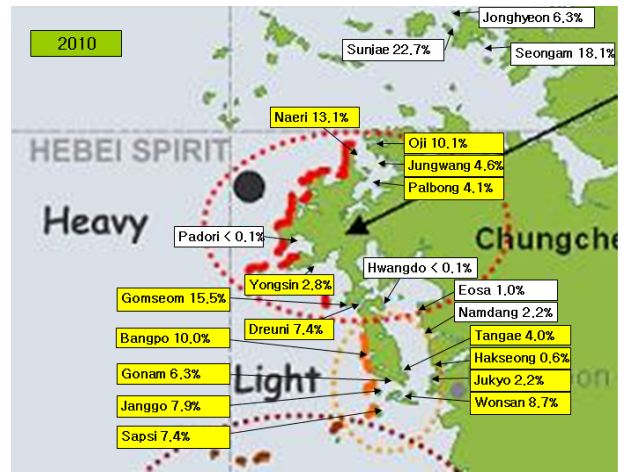 Jonghyeon 6.3%
2010
Sunjae 22.7%
Seongam 18.1%
Naeri 13.1%
Oji 10.1%
HEBEI SPIRIT
Jungwang 4.6%
Palbong 4.1%
Heavy
Padori < 0.1%
Chungche
Hwangdo < 0.1%
Yongsin 2.8%
Eosa 1.0%
Gomseom 15.5%
Namdang 2.2%
Dreuni 7.4%
Tangae 4.0%
Bangpo 10.0%
Hakseong 0.6%
Gonam 6.3%
Light
Jukyo 2.2%
Janggo 7.9%
Wonsan 8.7%
Sapsi 7.4%